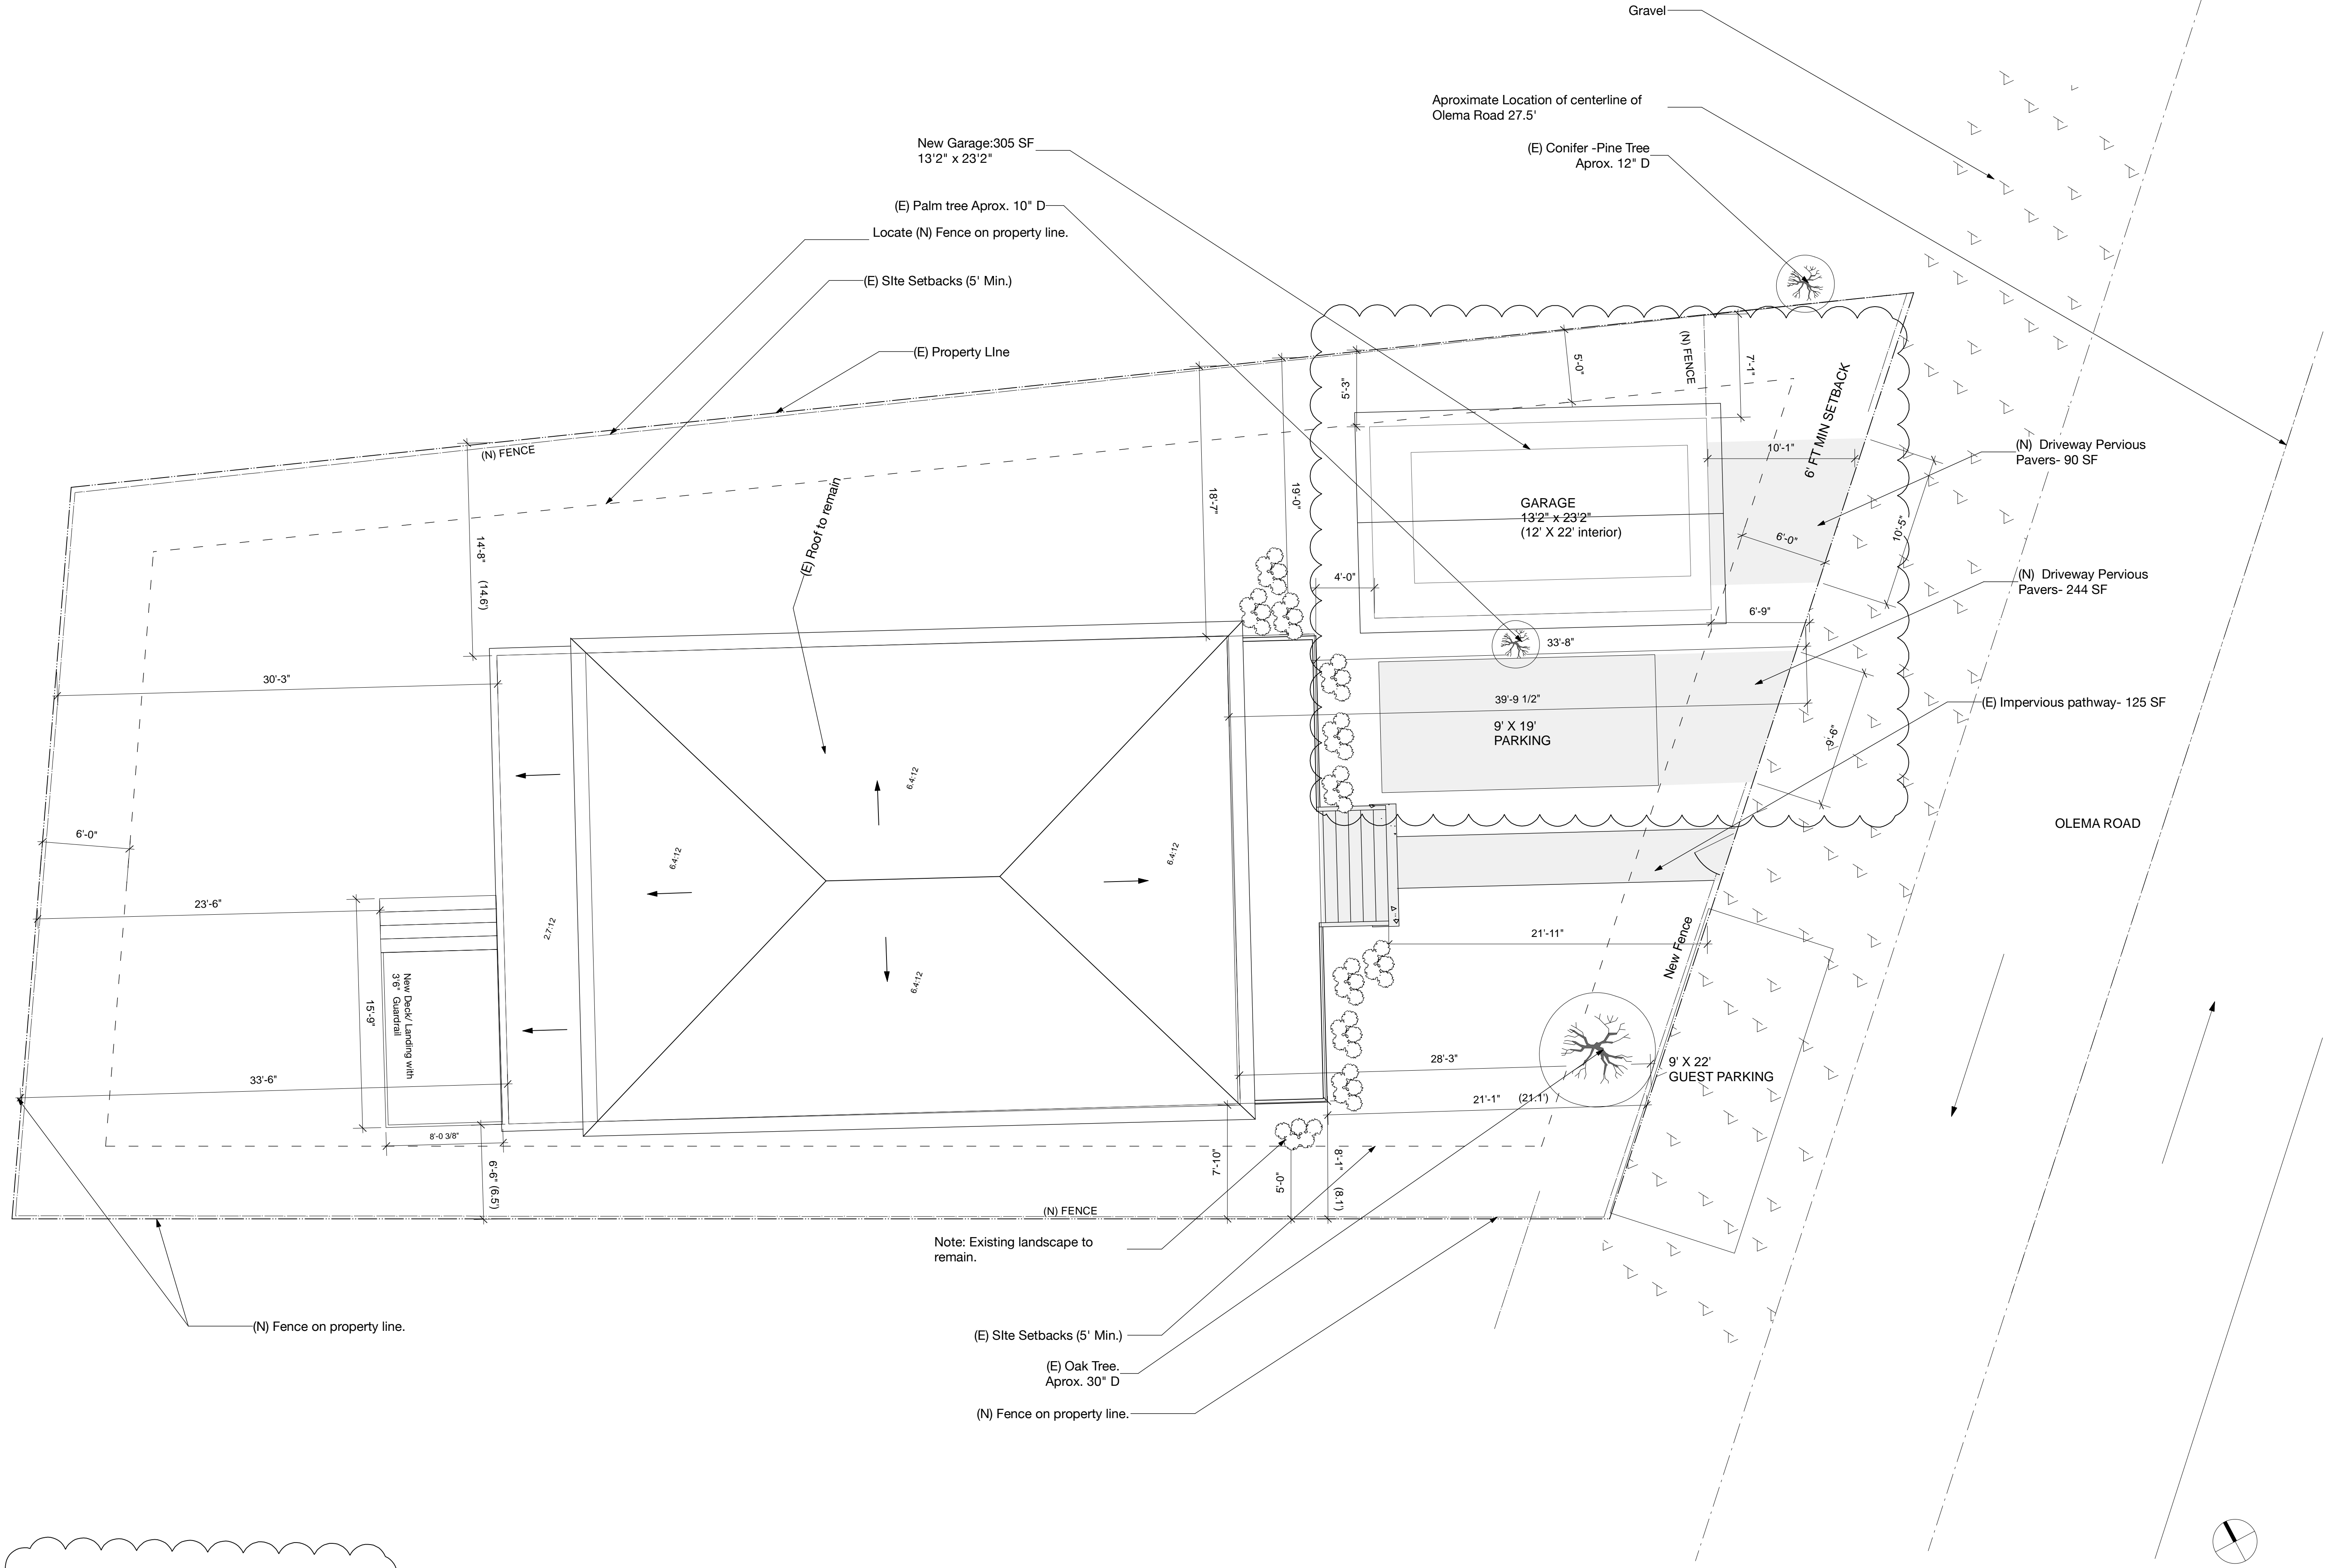 Gravel
Aproximate Location of centerline of
Olema Road 27.5'
New Garage:305 SF
13'2" x 23'2"
(E) Conifer -Pine Tree
Aprox. 12" D
(E) Palm tree Aprox. 10" D
Locate (N) Fence on property line.
(E) SIte Setbacks (5' Min.)
(E) Property LIne
(N) FENCE
5'-0"
7'-1"
5'-3"
6' FT MIN SETBACK
(N) FENCE
(E) Roof to remain
18'-7"
19'-0"
14'-8" (14.6')
10'-1"
(N) Driveway Pervious
Pavers- 90 SF
GARAGE
13'2" x 23'2"
(12' X 22' interior)
6'-0"
10'-5"
4'-0"
(N) Driveway Pervious
Pavers- 244 SF
6'-9"
33'-8"
30'-3"
39'-9 1/2"
9' X 19'
PARKING
9'-6"
(E) Impervious pathway- 125 SF
6.4:12
6'-0"
6.4:12
6.4:12
OLEMA ROAD
23'-6"
2.7:12
6.4:12
21'-11"
New Fence
15'-9"
New Deck/ Landing with
3'6" Guardrail
33'-6"
28'-3"
9' X 22'
GUEST PARKING
21'-1" (21.1')
8'-0 3/8"
6'-6" (6.5')
7'-10"
5'-0"
8'-1" (8.11')
(N) FENCE
Note: Existing landscape to
remain.
(N) Fence on property line.
(E) SIte Setbacks (5' Min.)
(E) Oak Tree.
Aprox. 30" D
(N) Fence on property line.